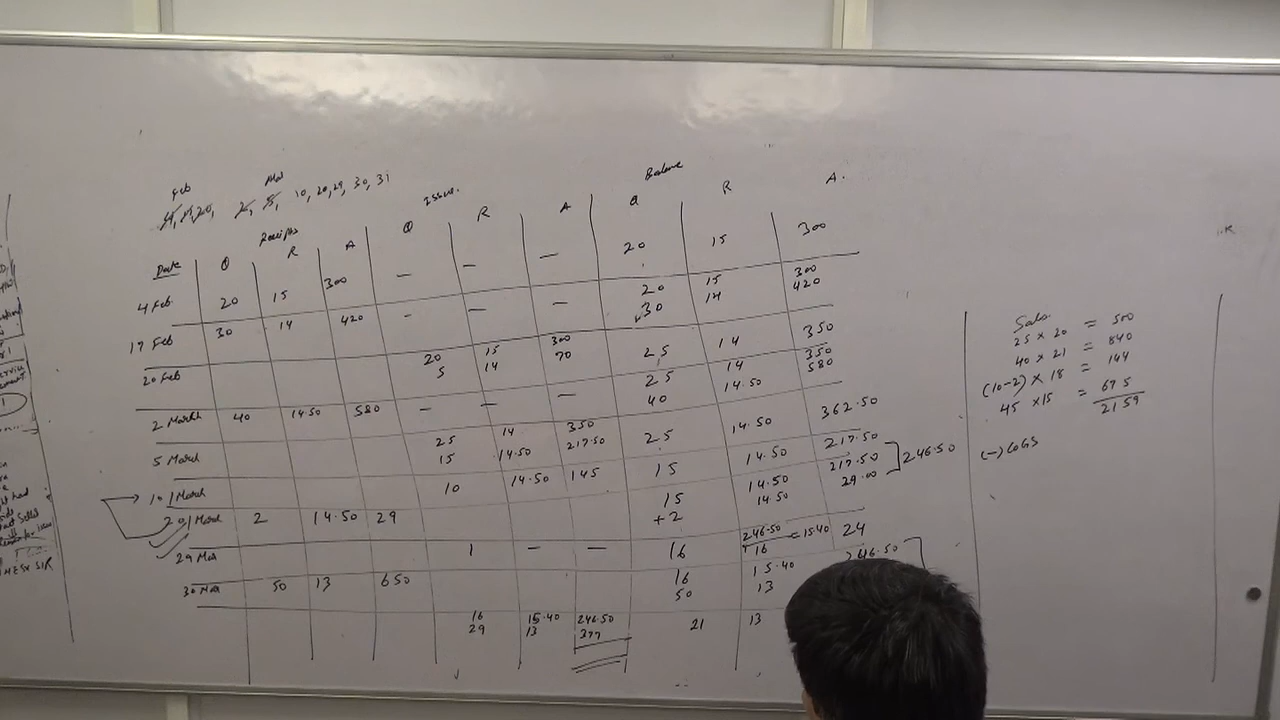 Feb Mar
4, 17, 20, 2, 5, 10, 20, 29, 30, 31
Receipts Issue. Balance
Date Q R A Q R A Q R A.
4 Feb 20 15 300 — — — 20 15 300
17 Feb 30 14 420 — — — 20 15 300
30 14 420
20 Feb 20 15 300 25 14 350
5 14 70
2 March 40 14.50 580 — — — 25 14 350
40 14.50 580
5 March 25 14 350 25 14.50 362.50
15 14.50 217.50
10 March 10 14.50 145 15 14.50 217.50
20 March 2 14.50 29 15 14.50 217.50
+2 14.50 29.00
246.50
29 Mar 1 — — 16 246.50 = 15.40 24
16
30 Mar 50 13 650 16 15.40 246.50
50 13
16 15.40 246.50 21 13
29 13 377
Sales
25 × 20 = 500
40 × 21 = 840
(10-2) × 18 = 144
45 × 15 = 675
2159
(-) COGS